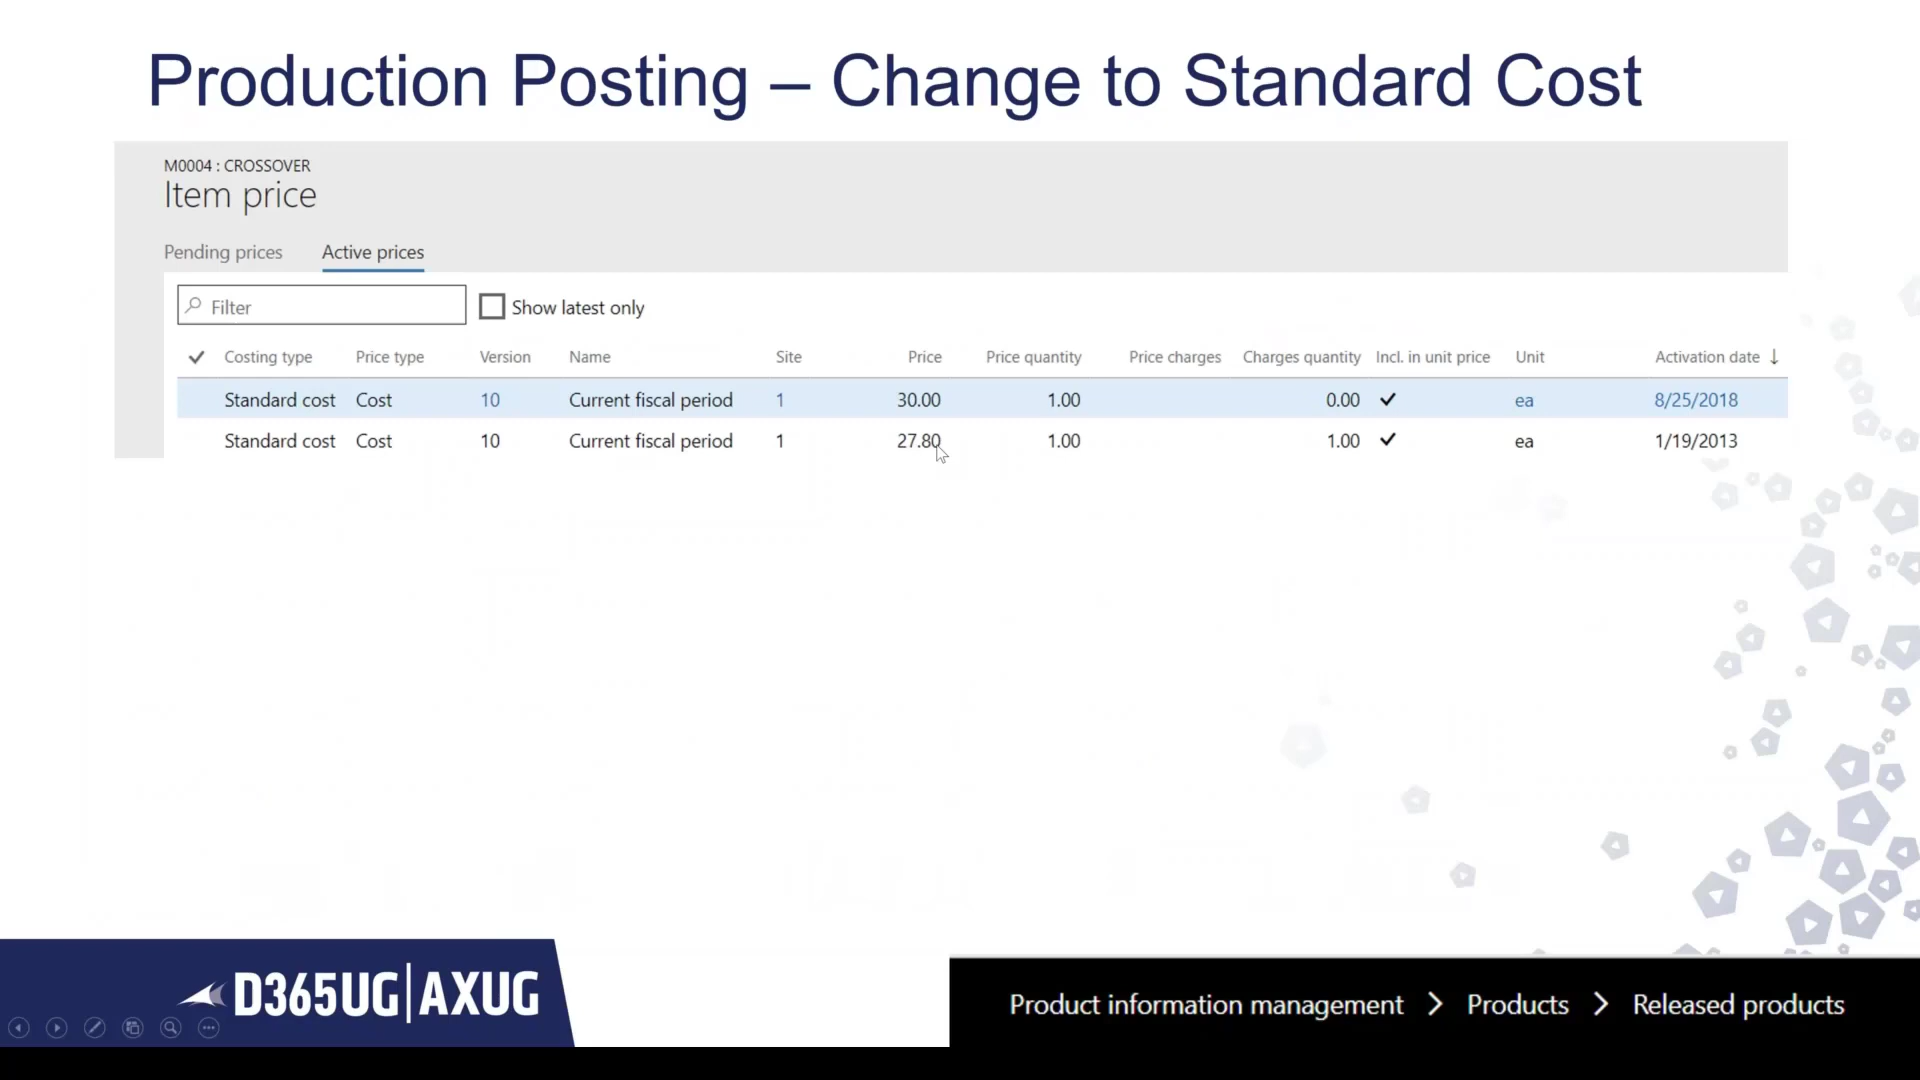 Production Posting – Change to Standard Cost
M0004 : CROSSOVER
Item price
Pending prices Active prices
Filter Show latest only
Costing type Price type Version Name Site Price Price quantity Price charges Charges quantity Incl. in unit price Unit Activation date
Standard cost Cost 10 Current fiscal period 1 30.00 1.00 0.00 ea 8/25/2018
Standard cost Cost 10 Current fiscal period 1 27.80 1.00 1.00 ea 1/19/2013
D365UG|AXUG
Product information management > Products > Released products